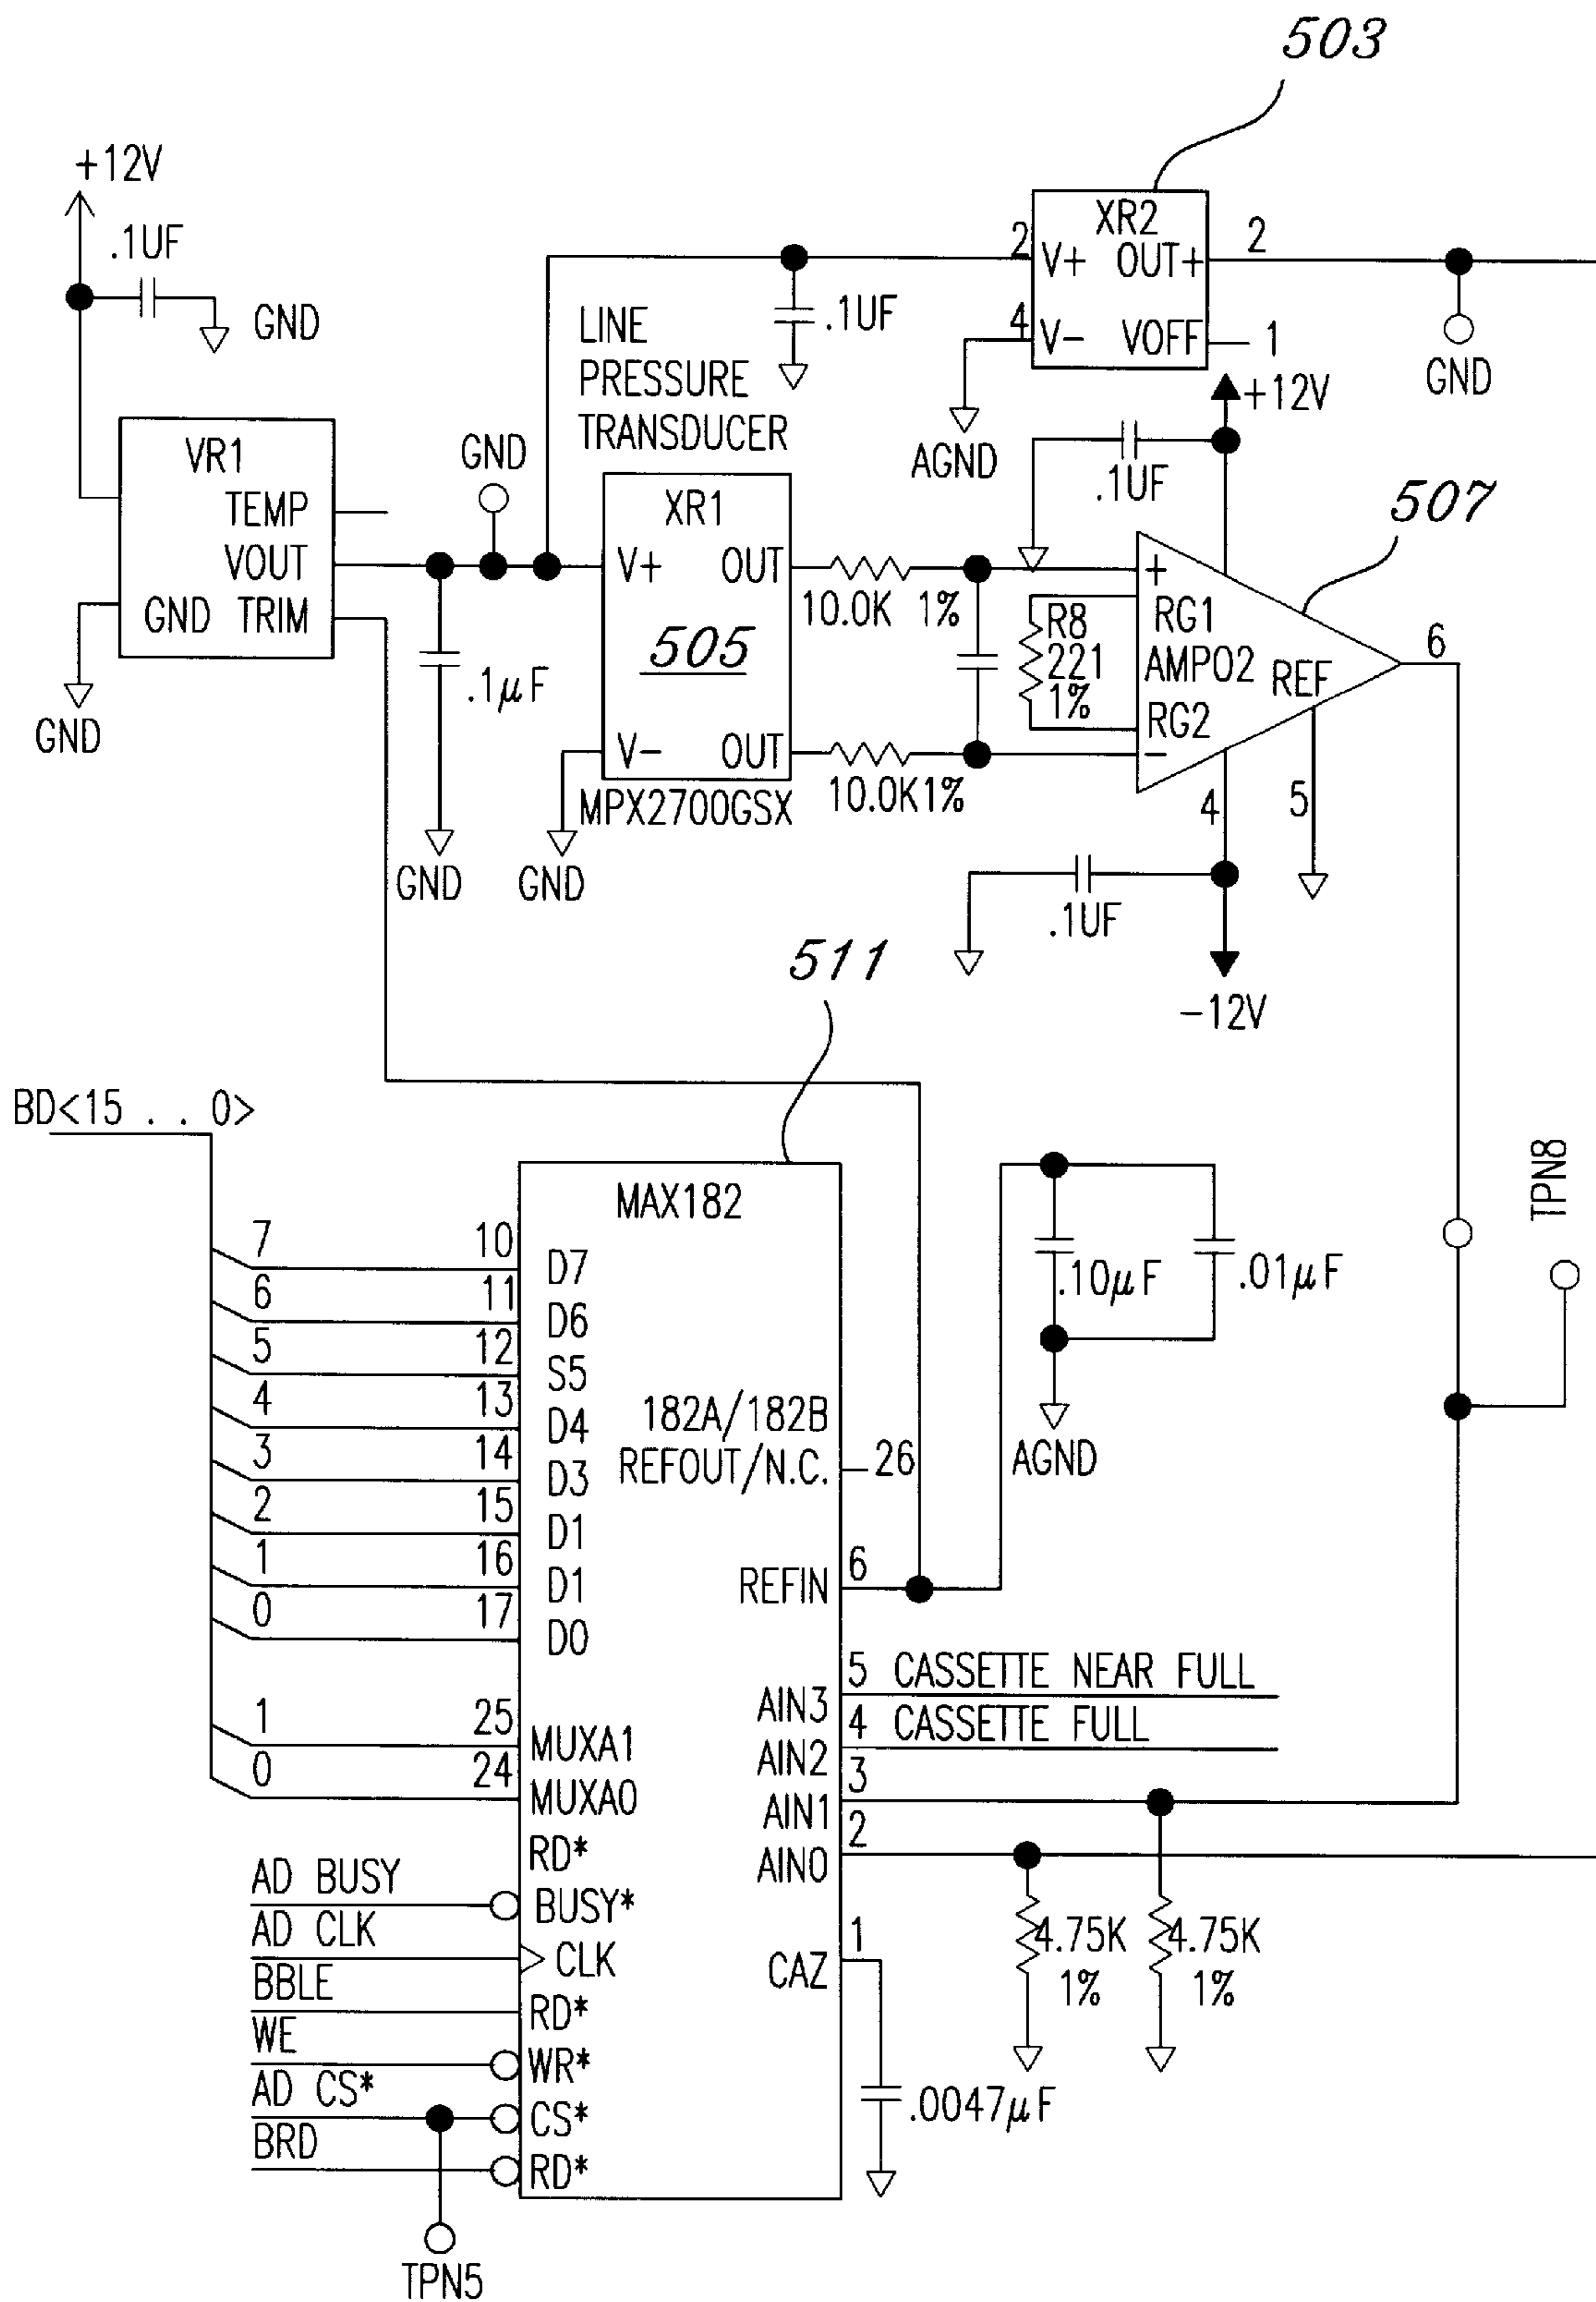 503
+12V
.1UF
GND
XR2
2
V+ OUT+
2
4
V- VOFF
1
.1UF
AGND
GND
LINE
PRESSURE
TRANSDUCER
+12V
.1UF
VR1
TEMP
VOUT
GND TRIM
GND
GND
.1µF
GND
XR1
V+ OUT
505
V- OUT
MPX2700GSX
GND
10.0K 1%
10.0K1%
507
+
RG1
R8
221
1%
AMP02
REF
RG2
-
6
4
5
.1UF
-12V
511
BD<15 . . 0>
MAX182
7 10 D7
6 11 D6
5 12 S5
4 13 D4
3 14 D3
2 15 D1
1 16 D1
0 17 D0
1 25 MUXA1
0 24 MUXA0
RD*
AD BUSY BUSY*
AD CLK CLK
BBLE RD*
WE WR*
AD CS* CS*
BRD RD*
TPN5
182A/182B
REFOUT/N.C. 26
REFIN 6
AIN3 5 CASSETTE NEAR FULL
AIN2 4 CASSETTE FULL
AIN1 3
AIN0 2
CAZ 1
.10µF
.01µF
AGND
TPN8
4.75K
1%
4.75K
1%
.0047µF